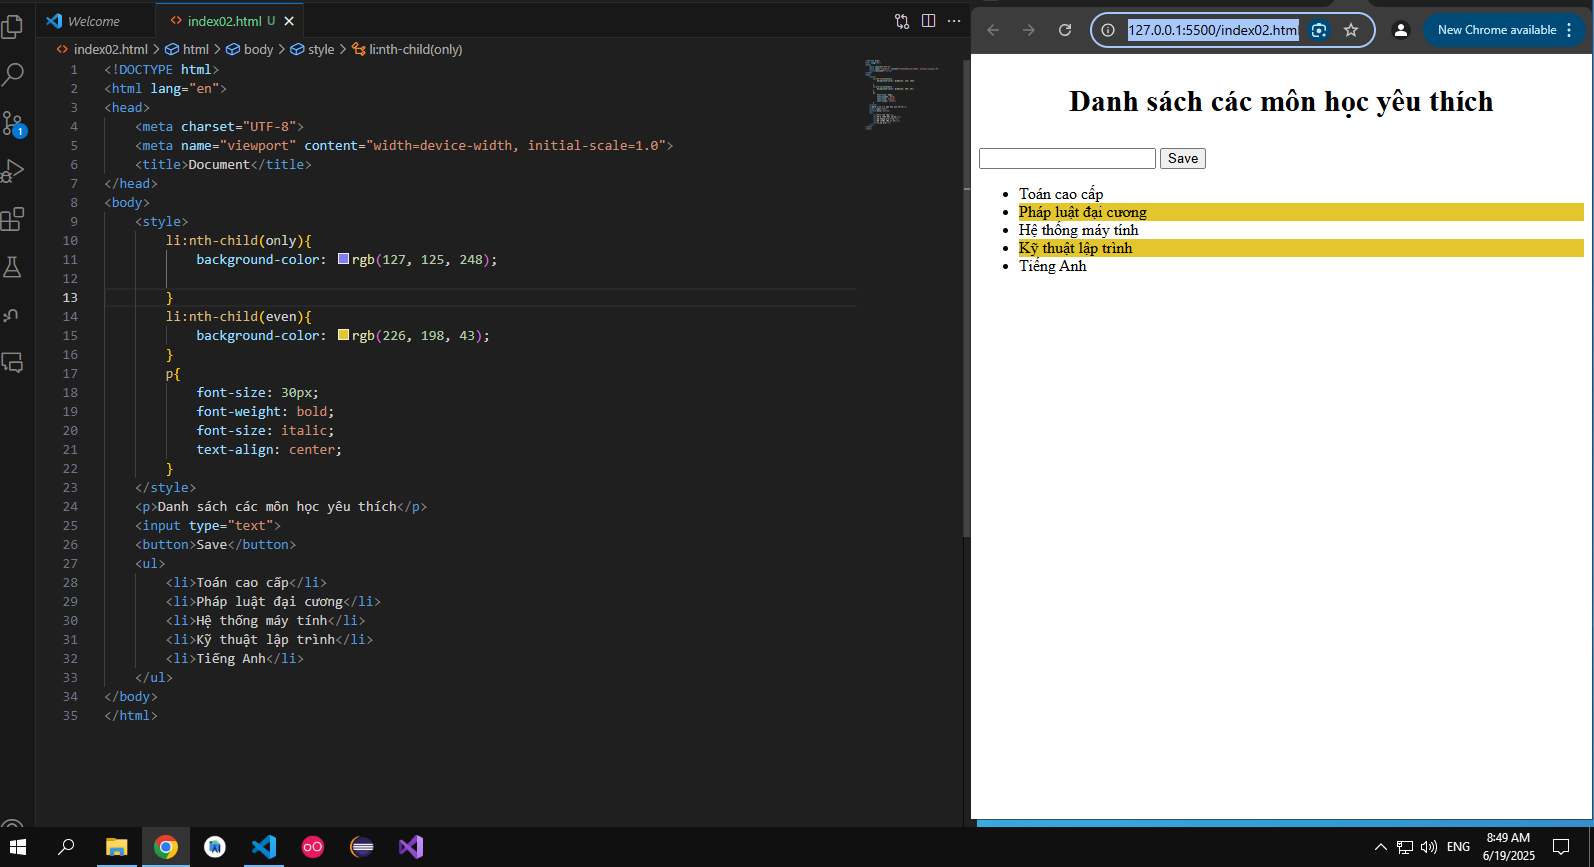 Welcome
index02.html U
index02.html > html > body > style > li:nth-child(only)
1 <!DOCTYPE html>
2 <html lang="en">
3 <head>
4 <meta charset="UTF-8">
5 <meta name="viewport" content="width=device-width, initial-scale=1.0">
6 <title>Document</title>
7 </head>
8 <body>
9 <style>
10 li:nth-child(only){
11 background-color: rgb(127, 125, 248);
12
13 }
14 li:nth-child(even){
15 background-color: rgb(226, 198, 43);
16 }
17 p{
18 font-size: 30px;
19 font-weight: bold;
20 font-size: italic;
21 text-align: center;
22 }
23 </style>
24 <p>Danh sách các môn học yêu thích</p>
25 <input type="text">
26 <button>Save</button>
27 <ul>
28 <li>Toán cao cấp</li>
29 <li>Pháp luật đại cương</li>
30 <li>Hệ thống máy tính</li>
31 <li>Kỹ thuật lập trình</li>
32 <li>Tiếng Anh</li>
33 </ul>
34 </body>
35 </html>
1
127.0.0.1:5500/index02.html
New Chrome available
Danh sách các môn học yêu thích
Save
• Toán cao cấp
• Pháp luật đại cương
• Hệ thống máy tính
• Kỹ thuật lập trình
• Tiếng Anh
ENG
8:49 AM
6/19/2025